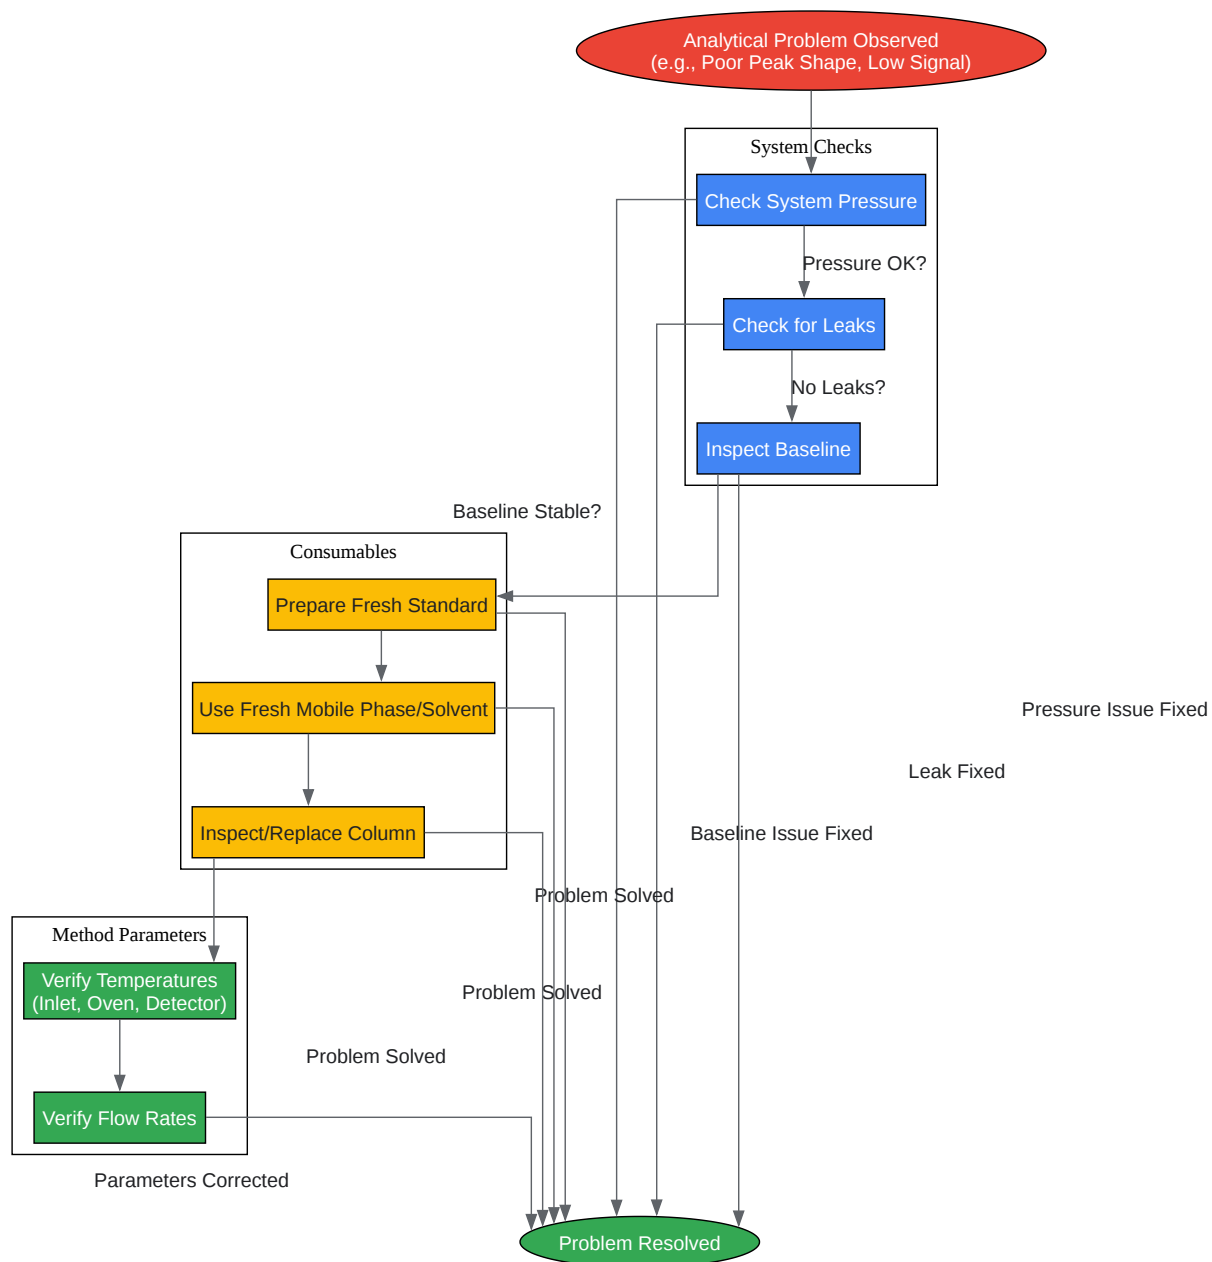 Analytical Problem Observed
(e.g., Poor Peak Shape, Low Signal)
System Checks
Check System Pressure
Pressure OK?
Check for Leaks
No Leaks?
Inspect Baseline
Baseline Stable?
Consumables
Prepare Fresh Standard
Use Fresh Mobile Phase/Solvent
Pressure Issue Fixed
Leak Fixed
Inspect/Replace Column
Baseline Issue Fixed
Problem Solved
Method Parameters
Verify Temperatures
(Inlet, Oven, Detector)
Problem Solved
Problem Solved
Verify Flow Rates
Parameters Corrected
Problem Resolved